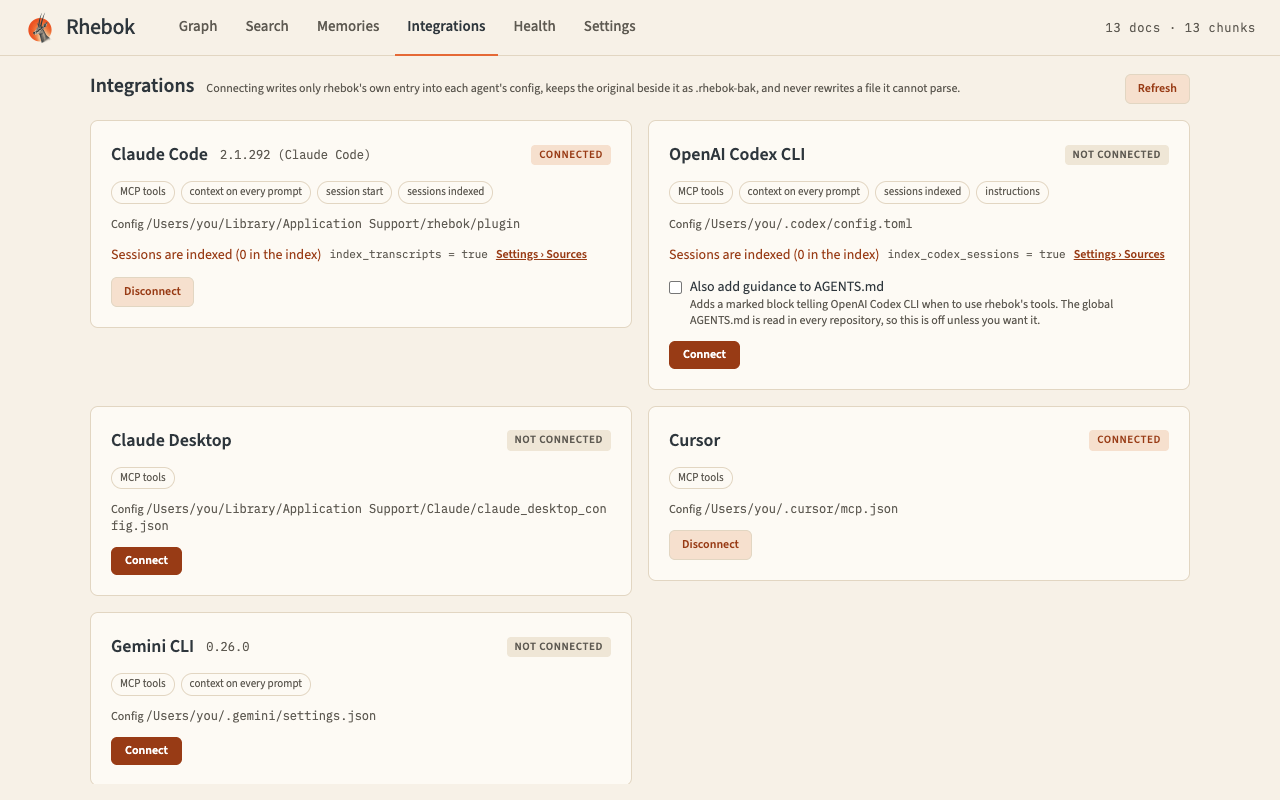 Rhebok
Graph
Search
Memories
Integrations
Health
Settings
13 docs · 13 chunks
Integrations
Connecting writes only rhebok's own entry into each agent's config, keeps the original beside it as .rhebok-bak, and never rewrites a file it cannot parse.
Refresh
Claude Code 2.1.292 (Claude Code)
CONNECTED
MCP tools
context on every prompt
session start
sessions indexed
Config /Users/you/Library/Application Support/rhebok/plugin
Sessions are indexed (0 in the index) index_transcripts = true Settings › Sources
Disconnect
OpenAI Codex CLI
NOT CONNECTED
MCP tools
context on every prompt
sessions indexed
instructions
Config /Users/you/.codex/config.toml
Sessions are indexed (0 in the index) index_codex_sessions = true Settings › Sources
Also add guidance to AGENTS.md
Adds a marked block telling OpenAI Codex CLI when to use rhebok's tools. The global
AGENTS.md is read in every repository, so this is off unless you want it.
Connect
Claude Desktop
NOT CONNECTED
MCP tools
Config /Users/you/Library/Application Support/Claude/claude_desktop_con
fig.json
Connect
Cursor
CONNECTED
MCP tools
Config /Users/you/.cursor/mcp.json
Disconnect
Gemini CLI 0.26.0
NOT CONNECTED
MCP tools
context on every prompt
Config /Users/you/.gemini/settings.json
Connect